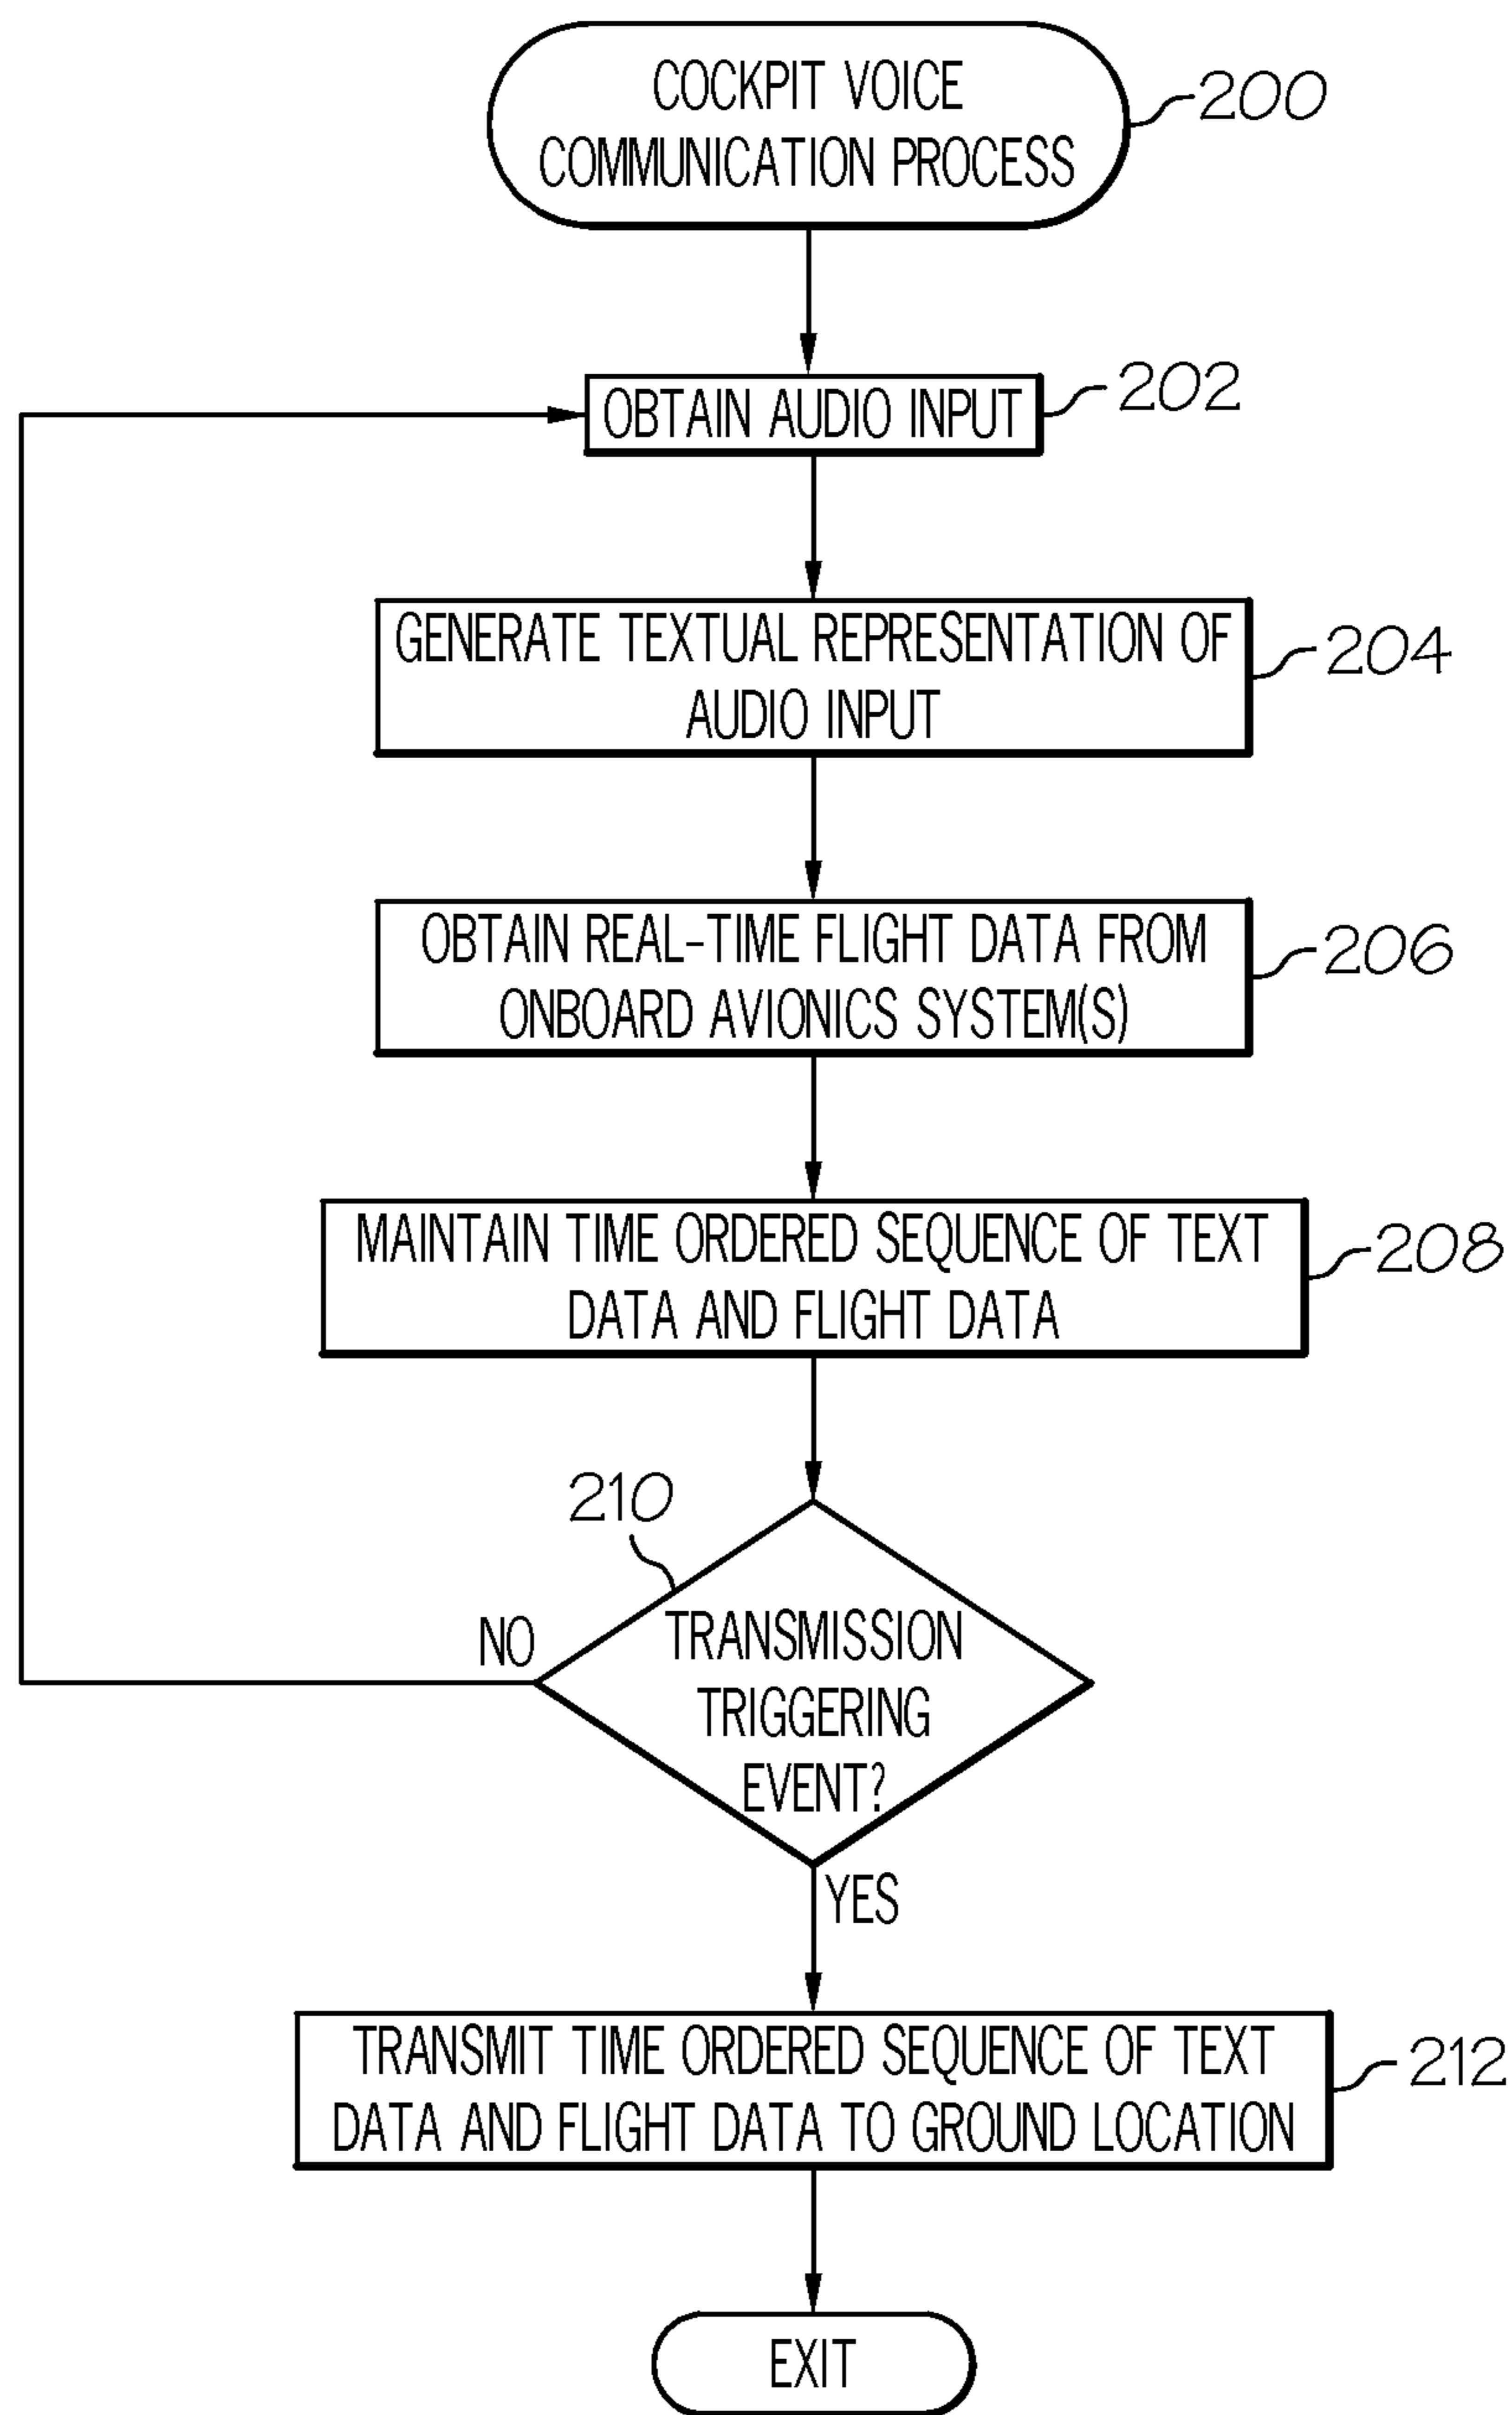 COCKPIT VOICE
COMMUNICATION PROCESS
200
OBTAIN AUDIO INPUT
202
GENERATE TEXTUAL REPRESENTATION OF
AUDIO INPUT
204
OBTAIN REAL-TIME FLIGHT DATA FROM
ONBOARD AVIONICS SYSTEM(S)
206
MAINTAIN TIME ORDERED SEQUENCE OF TEXT
DATA AND FLIGHT DATA
208
210
NO
TRANSMISSION
TRIGGERING
EVENT?
YES
TRANSMIT TIME ORDERED SEQUENCE OF TEXT
DATA AND FLIGHT DATA TO GROUND LOCATION
212
EXIT